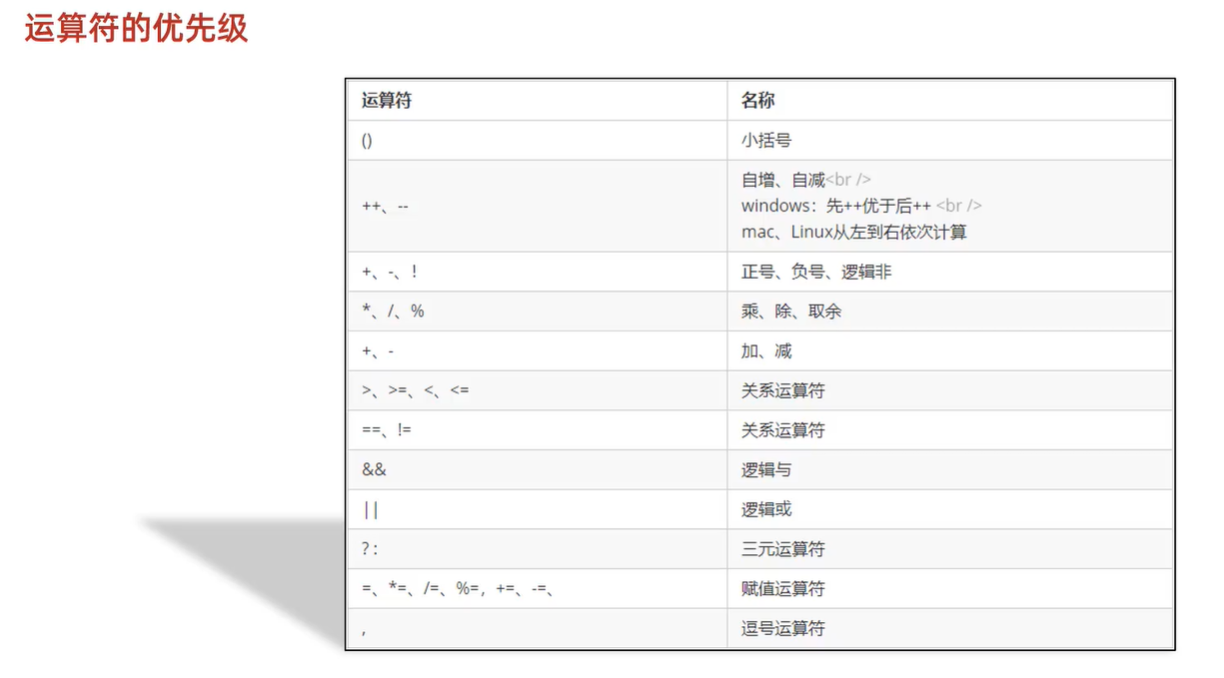 运算符的优先级
运算符 名称
() 小括号
++、-- 自增、自减<br />
windows：先++优于后++ <br />
mac、Linux从左到右依次计算
+、-、! 正号、负号、逻辑非
*、/、% 乘、除、取余
+、- 加、减
>、>=、<、<= 关系运算符
==、!= 关系运算符
&& 逻辑与
|| 逻辑或
? : 三元运算符
=、*=、/=、%=，+=、-=、 赋值运算符
, 逗号运算符